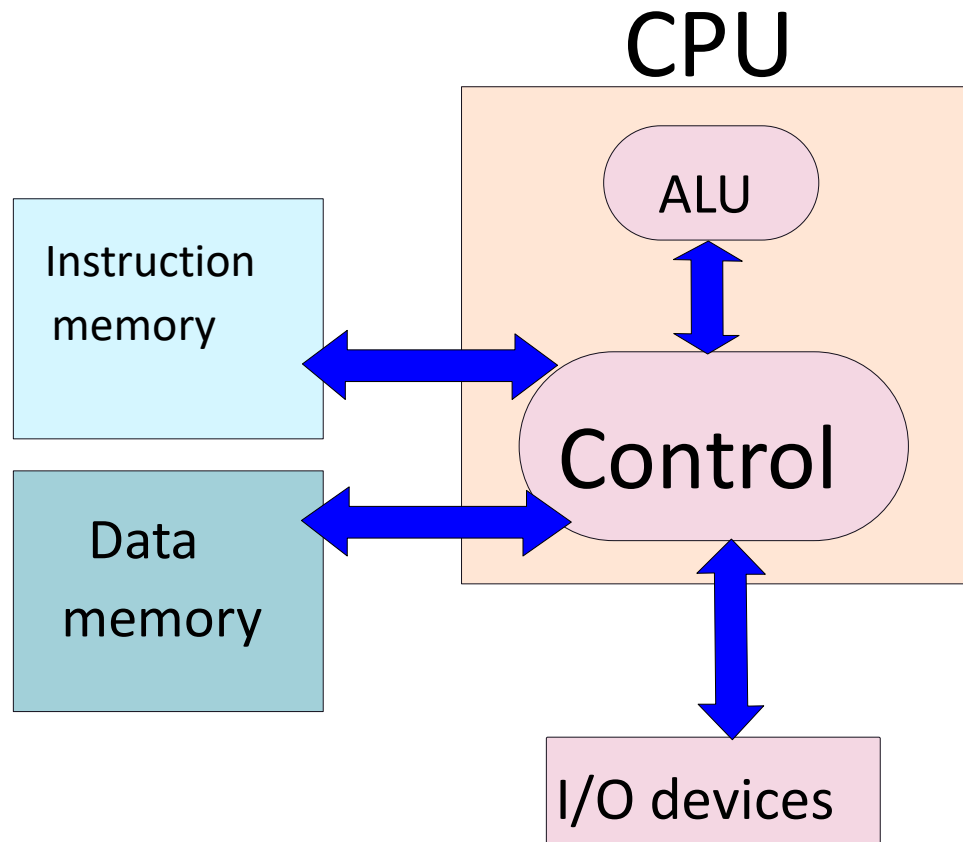 CPU
ALU
Instruction
memory
Control
Data
memory
I/O devices